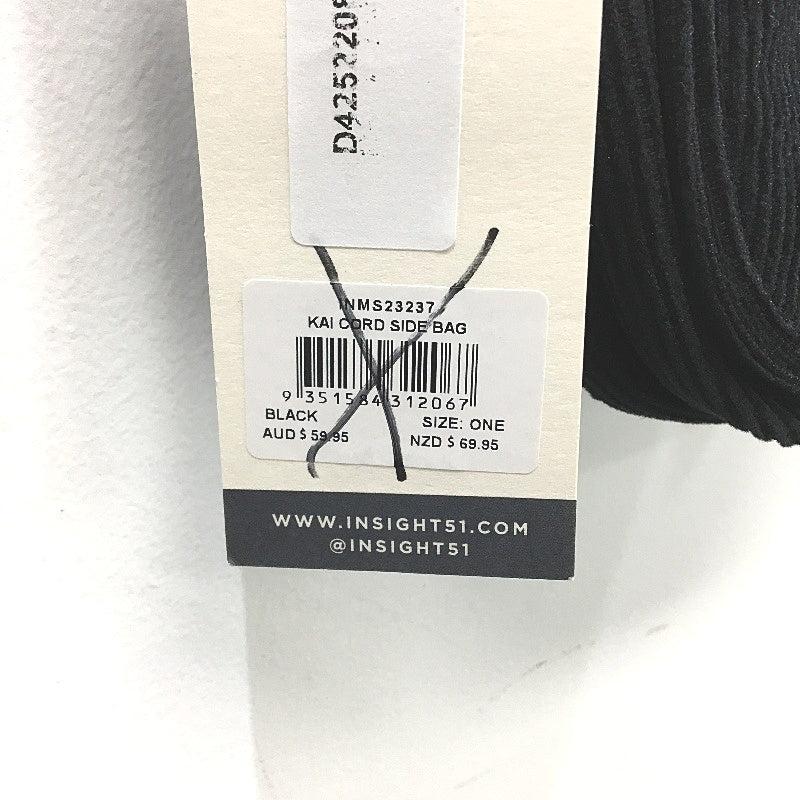 D425220
INMS23237
KAI CORD SIDE BAG
9 351584 312067
BLACK SIZE: ONE
AUD $ 59.95 NZD $ 69.95
WWW.INSIGHT51.COM
@INSIGHT51